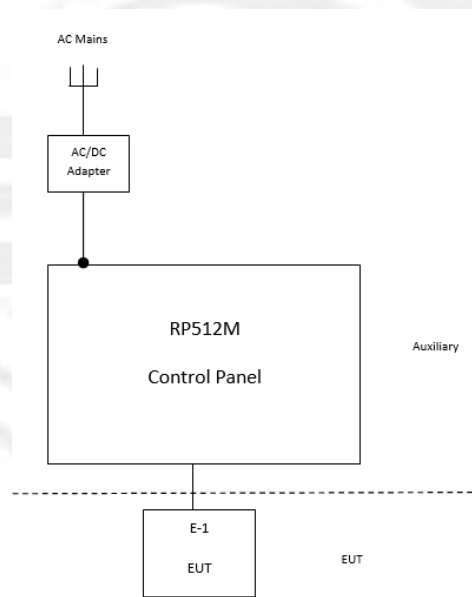 AC Mains
AC/DC
Adapter
RP512M
Control Panel
Auxiliary
E-1
EUT
EUT